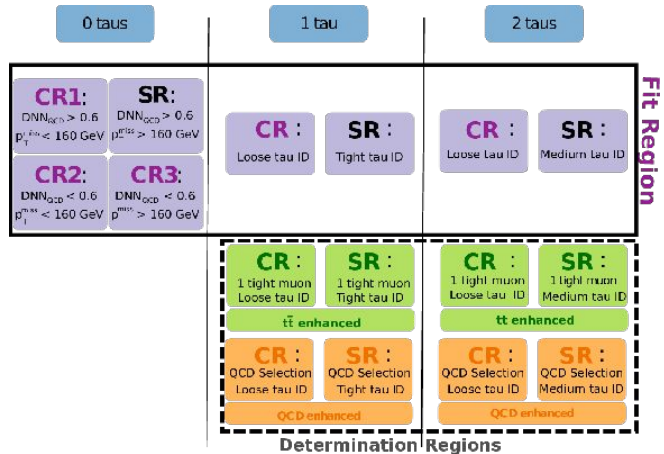 0 taus
1 tau
2 taus
CR1:
DNN_QCD > 0.6
p_T^miss < 160 GeV
SR:
DNN_QCD > 0.6
p^miss > 160 GeV
CR2:
DNN_QCD < 0.6
p_T^miss < 160 GeV
CR3:
DNN_QCD < 0.6
p^miss > 160 GeV
CR:
Loose tau ID
SR:
Tight tau ID
CR:
Loose tau ID
SR:
Medium tau ID
Fit Region
CR :
1 tight muon
Loose tau ID
SR :
1 tight muon
Tight tau ID
tt̄ enhanced
CR :
1 tight muon
Loose tau ID
SR :
1 tight muon
Medium tau ID
tt enhanced
CR :
QCD Selection
Loose tau ID
SR :
QCD Selection
Tight tau ID
QCD enhanced
CR :
QCD Selection
Loose tau ID
SR :
QCD Selection
Medium tau ID
QCD enhanced
Determination Regions